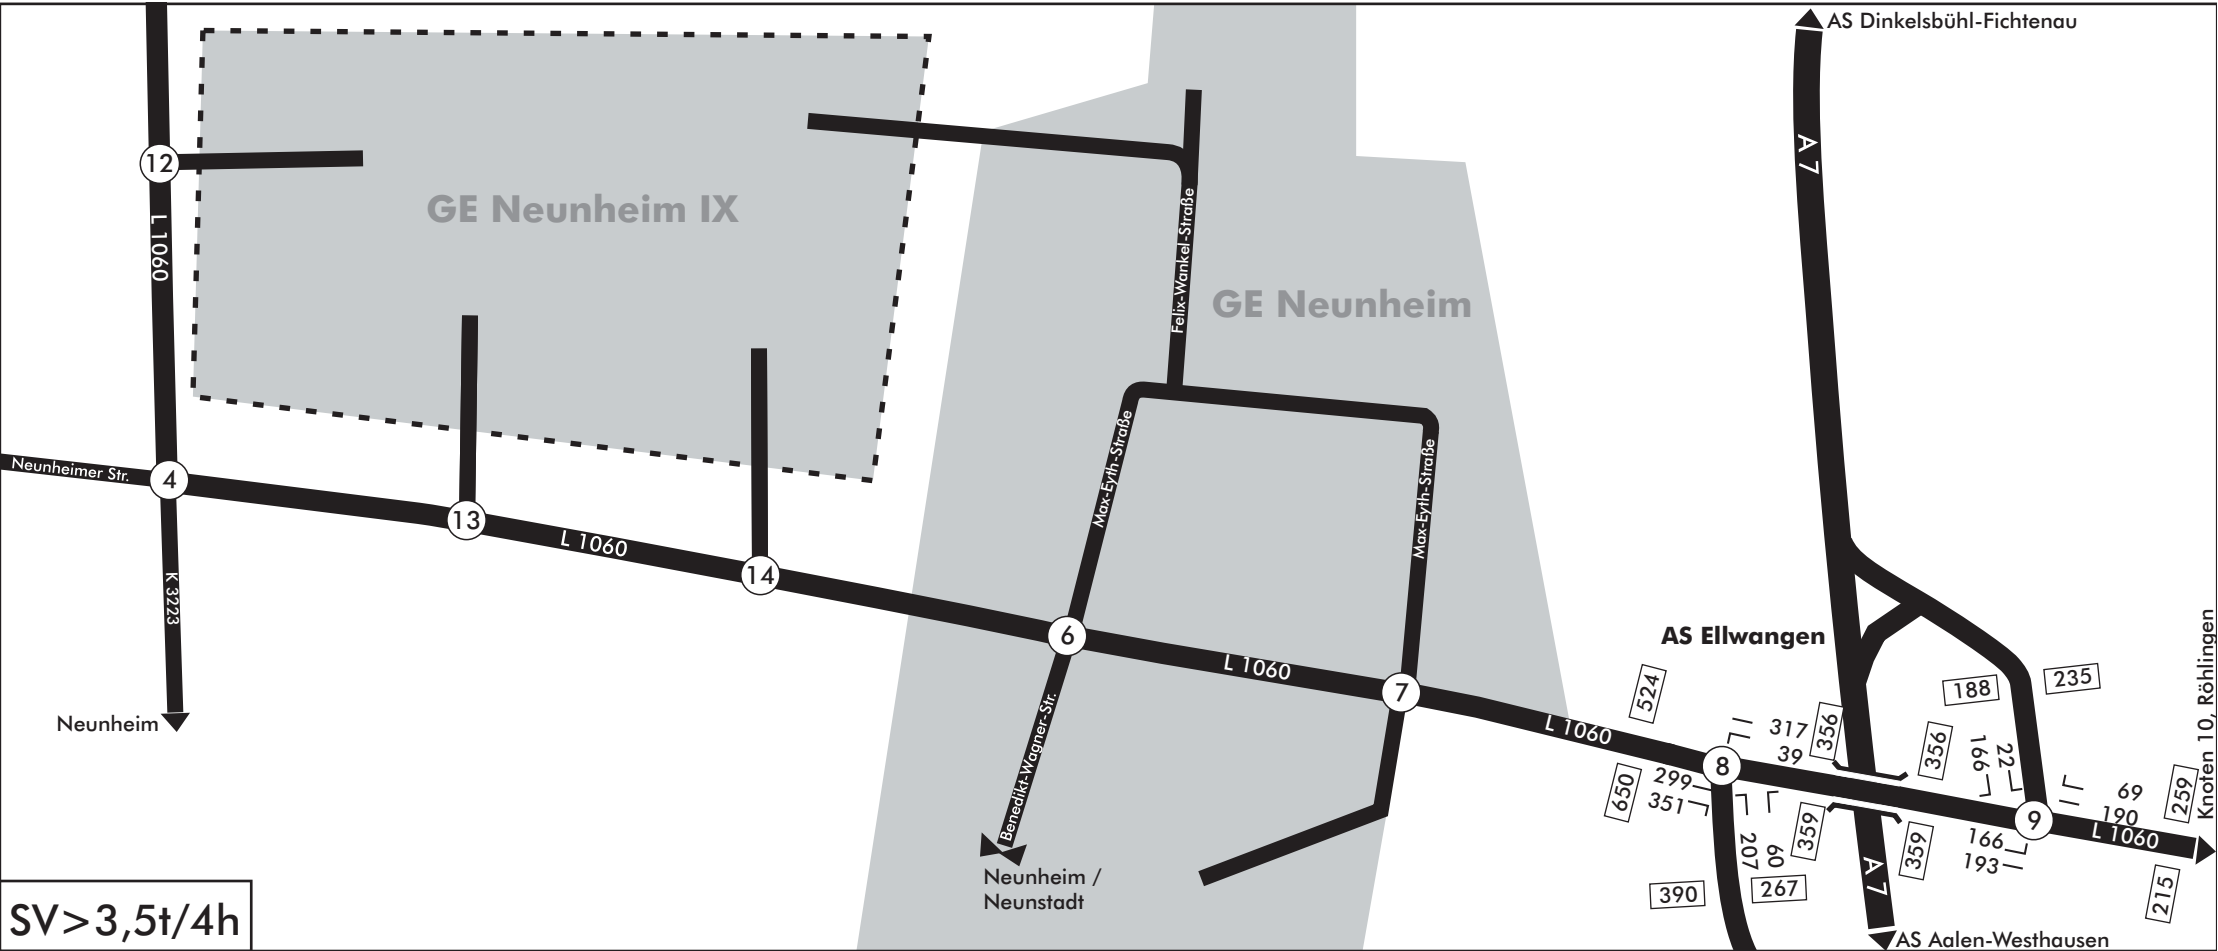 AS Dinkelsbühl-Fichtenau
A 7
12
L 1060
GE Neunheim IX
Felix-Wankel-Straße
GE Neunheim
Max-Eyth-Straße
Max-Eyth-Straße
Neunheimer Str.
4
13
L 1060
14
K 3223
6
L 1060
7
Neunheim
Benedikt-Wagner-Str.
Neunheim /
Neunstadt
AS Ellwangen
524
L 1060
317
39
356
356
188
235
166
22
8
650
299
351
207
60
359
359
390
267
9
69
190
259
166
193
L 1060
215
Knoten 10, Röhlingen
A 7
AS Aalen-Westhausen
SV>3,5t/4h